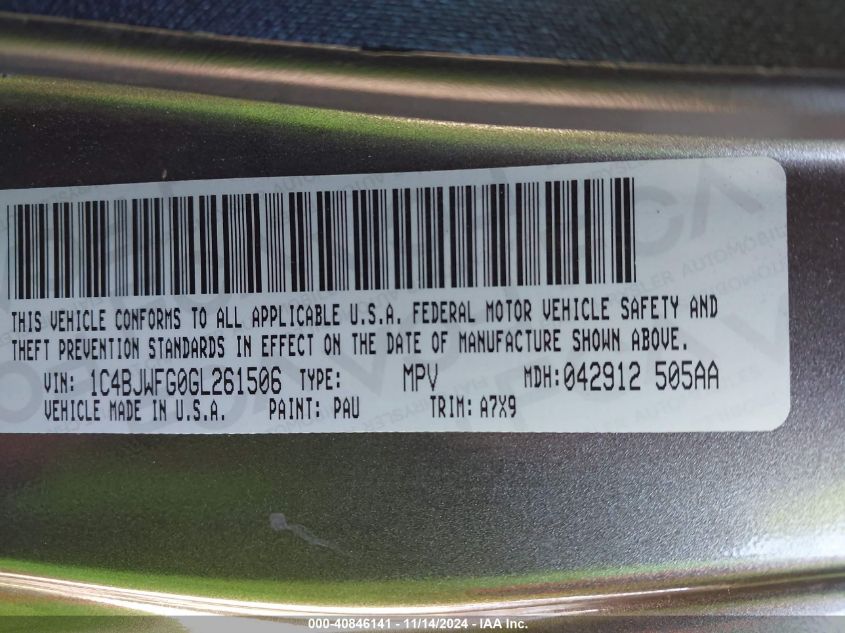 THIS VEHICLE CONFORMS TO ALL APPLICABLE U.S.A. FEDERAL MOTOR VEHICLE SAFETY AND
THEFT PREVENTION STANDARDS IN EFFECT ON THE DATE OF MANUFACTURE SHOWN ABOVE.
VIN: 1C4BJWFG0GL261506 TYPE: MPV MDH:042912 505AA
VEHICLE MADE IN U.S.A. PAINT: PAU TRIM: A7X9
000-40846141 - 11/14/2024 - IAA Inc.